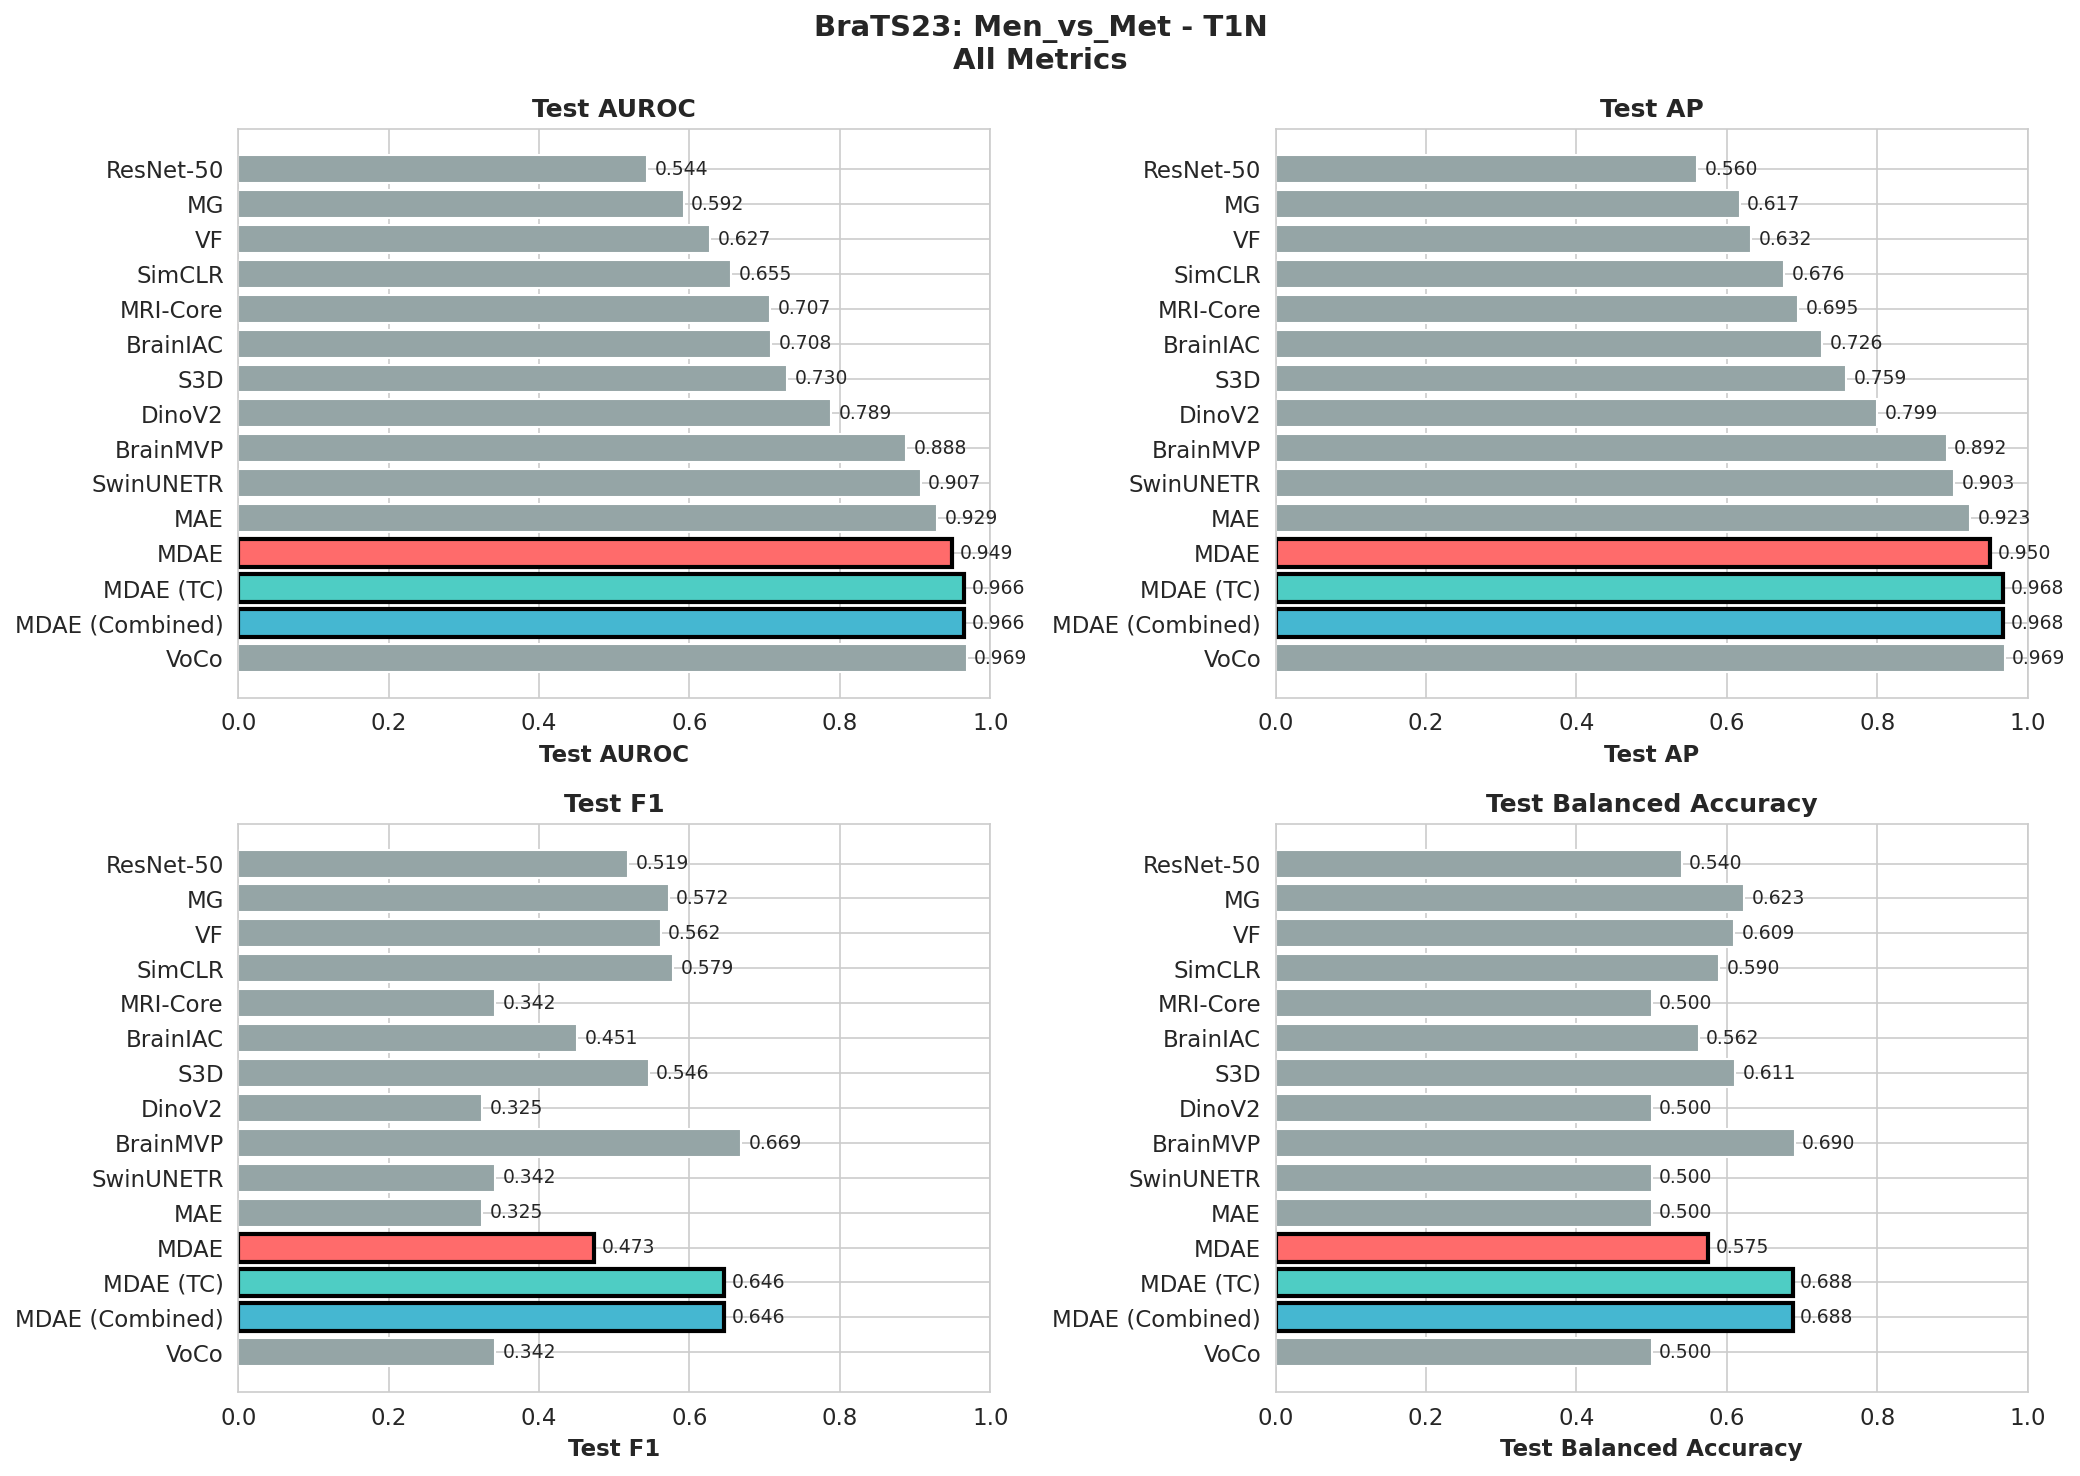 BraTS23: Men_vs_Met - T1N
All Metrics
Test AUROC
ResNet-50 0.544
MG 0.592
VF 0.627
SimCLR 0.655
MRI-Core 0.707
BrainIAC 0.708
S3D 0.730
DinoV2 0.789
BrainMVP 0.888
SwinUNETR 0.907
MAE 0.929
MDAE 0.949
MDAE (TC) 0.966
MDAE (Combined) 0.966
VoCo 0.969
0.0 0.2 0.4 0.6 0.8 1.0
Test AUROC
Test AP
ResNet-50 0.560
MG 0.617
VF 0.632
SimCLR 0.676
MRI-Core 0.695
BrainIAC 0.726
S3D 0.759
DinoV2 0.799
BrainMVP 0.892
SwinUNETR 0.903
MAE 0.923
MDAE 0.950
MDAE (TC) 0.968
MDAE (Combined) 0.968
VoCo 0.969
0.0 0.2 0.4 0.6 0.8 1.0
Test AP
Test F1
ResNet-50 0.519
MG 0.572
VF 0.562
SimCLR 0.579
MRI-Core 0.342
BrainIAC 0.451
S3D 0.546
DinoV2 0.325
BrainMVP 0.669
SwinUNETR 0.342
MAE 0.325
MDAE 0.473
MDAE (TC) 0.646
MDAE (Combined) 0.646
VoCo 0.342
0.0 0.2 0.4 0.6 0.8 1.0
Test F1
Test Balanced Accuracy
ResNet-50 0.540
MG 0.623
VF 0.609
SimCLR 0.590
MRI-Core 0.500
BrainIAC 0.562
S3D 0.611
DinoV2 0.500
BrainMVP 0.690
SwinUNETR 0.500
MAE 0.500
MDAE 0.575
MDAE (TC) 0.688
MDAE (Combined) 0.688
VoCo 0.500
0.0 0.2 0.4 0.6 0.8 1.0
Test Balanced Accuracy